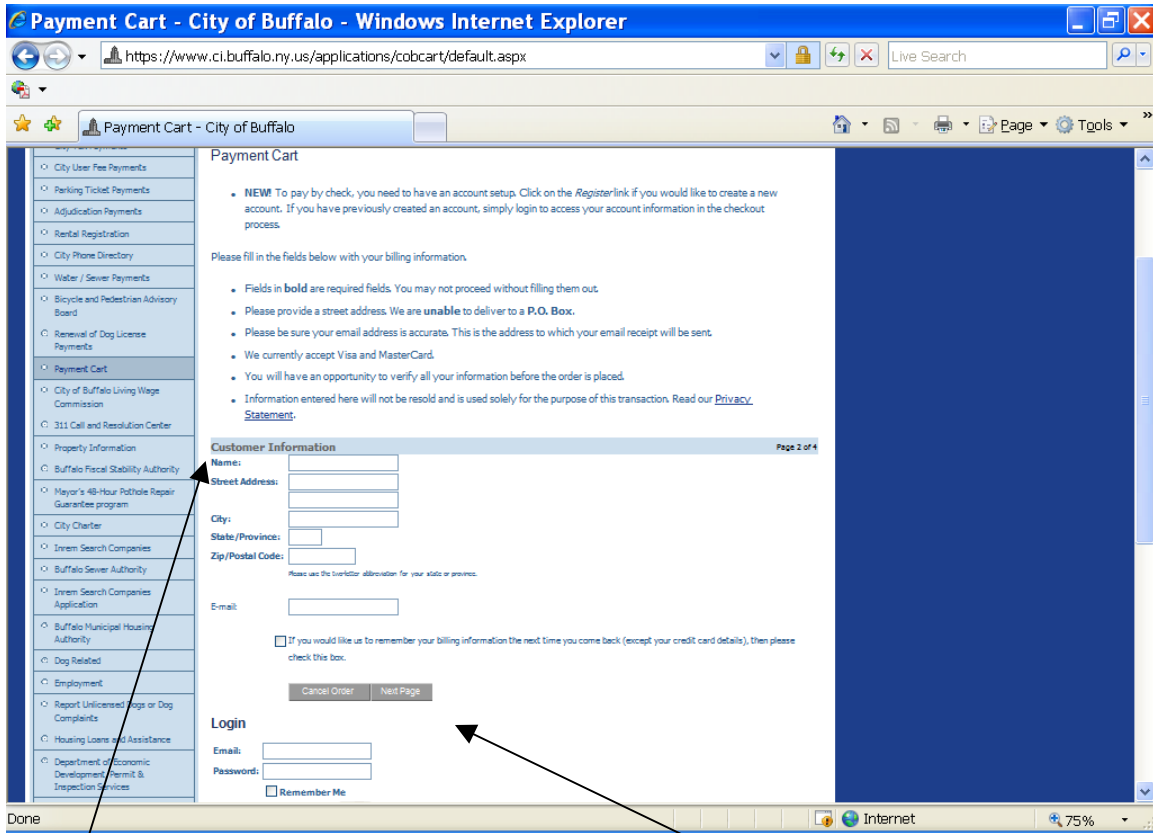 Payment Cart - City of Buffalo - Windows Internet Explorer
https://www.ci.buffalo.ny.us/applications/cobcart/default.aspx
Live Search
Payment Cart - City of Buffalo
Page
Tools
»
City User Fee Payments
Parking Ticket Payments
Adjudication Payments
Rental Registration
City Phone Directory
Water / Sewer Payments
Bicycle and Pedestrian Advisory
Board
Renewal of Dog License
Payments
Payment Cart
City of Buffalo Living Wage
Commission
311 Call and Resolution Center
Property Information
Buffalo Fiscal Stability Authority
Mayor's 48-Hour Pothole Repair
Guarantee program
City Charter
Inrem Search Companies
Buffalo Sewer Authority
Inrem Search Companies
Application
Buffalo Municipal Housing
Authority
Dog Related
Employment
Report Unlicensed Dogs or Dog
Complaints
Housing Loans and Assistance
Department of Economic
Development, Permit &
Inspection Services
Payment Cart
NEW! To pay by check, you need to have an account setup. Click on the Register link if you would like to create a new
account. If you have previously created an account, simply login to access your account information in the checkout
process.
Please fill in the fields below with your billing information.
Fields in bold are required fields. You may not proceed without filling them out.
Please provide a street address. We are unable to deliver to a P.O. Box.
Please be sure your email address is accurate. This is the address to which your email receipt will be sent.
We currently accept Visa and MasterCard.
You will have an opportunity to verify all your information before the order is placed.
Information entered here will not be resold and is used solely for the purpose of this transaction. Read our Privacy
Statement.
Customer Information Page 2 of 4
Name:
Street Address:
City:
State/Province:
Zip/Postal Code:
Please use the two-letter abbreviation for your state or province.
E-mail:
If you would like us to remember your billing information the next time you come back (except your credit card details), then please
check this box.
Cancel Order Next Page
Login
Email:
Password:
Remember Me
Done
Internet
75%